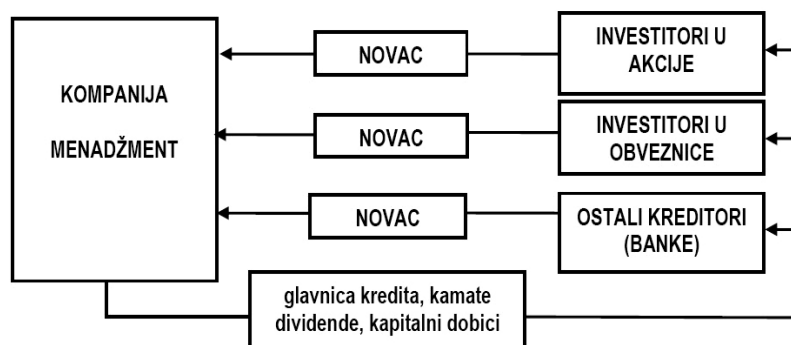 KOMPANIJA
MENADŽMENT
NOVAC
INVESTITORI U
AKCIJE
NOVAC
INVESTITORI U
OBVEZNICE
NOVAC
OSTALI KREDITORI
(BANKE)
glavnica kredita, kamate
dividende, kapitalni dobici